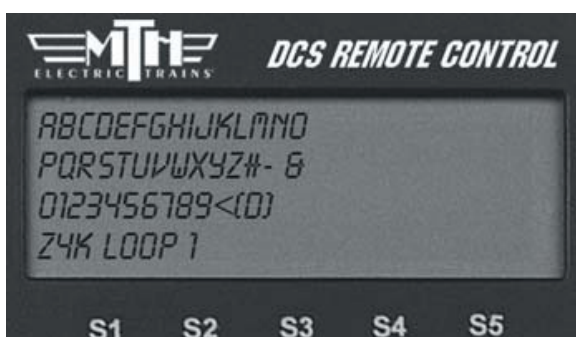 MTH
ELECTRIC TRAINS
DCS REMOTE CONTROL
ABCDEFGHIJKLMNO
PQRSTUVWXYZ#- &
0123456789<(D)
Z4K LOOP 1
S1 S2 S3 S4 S5